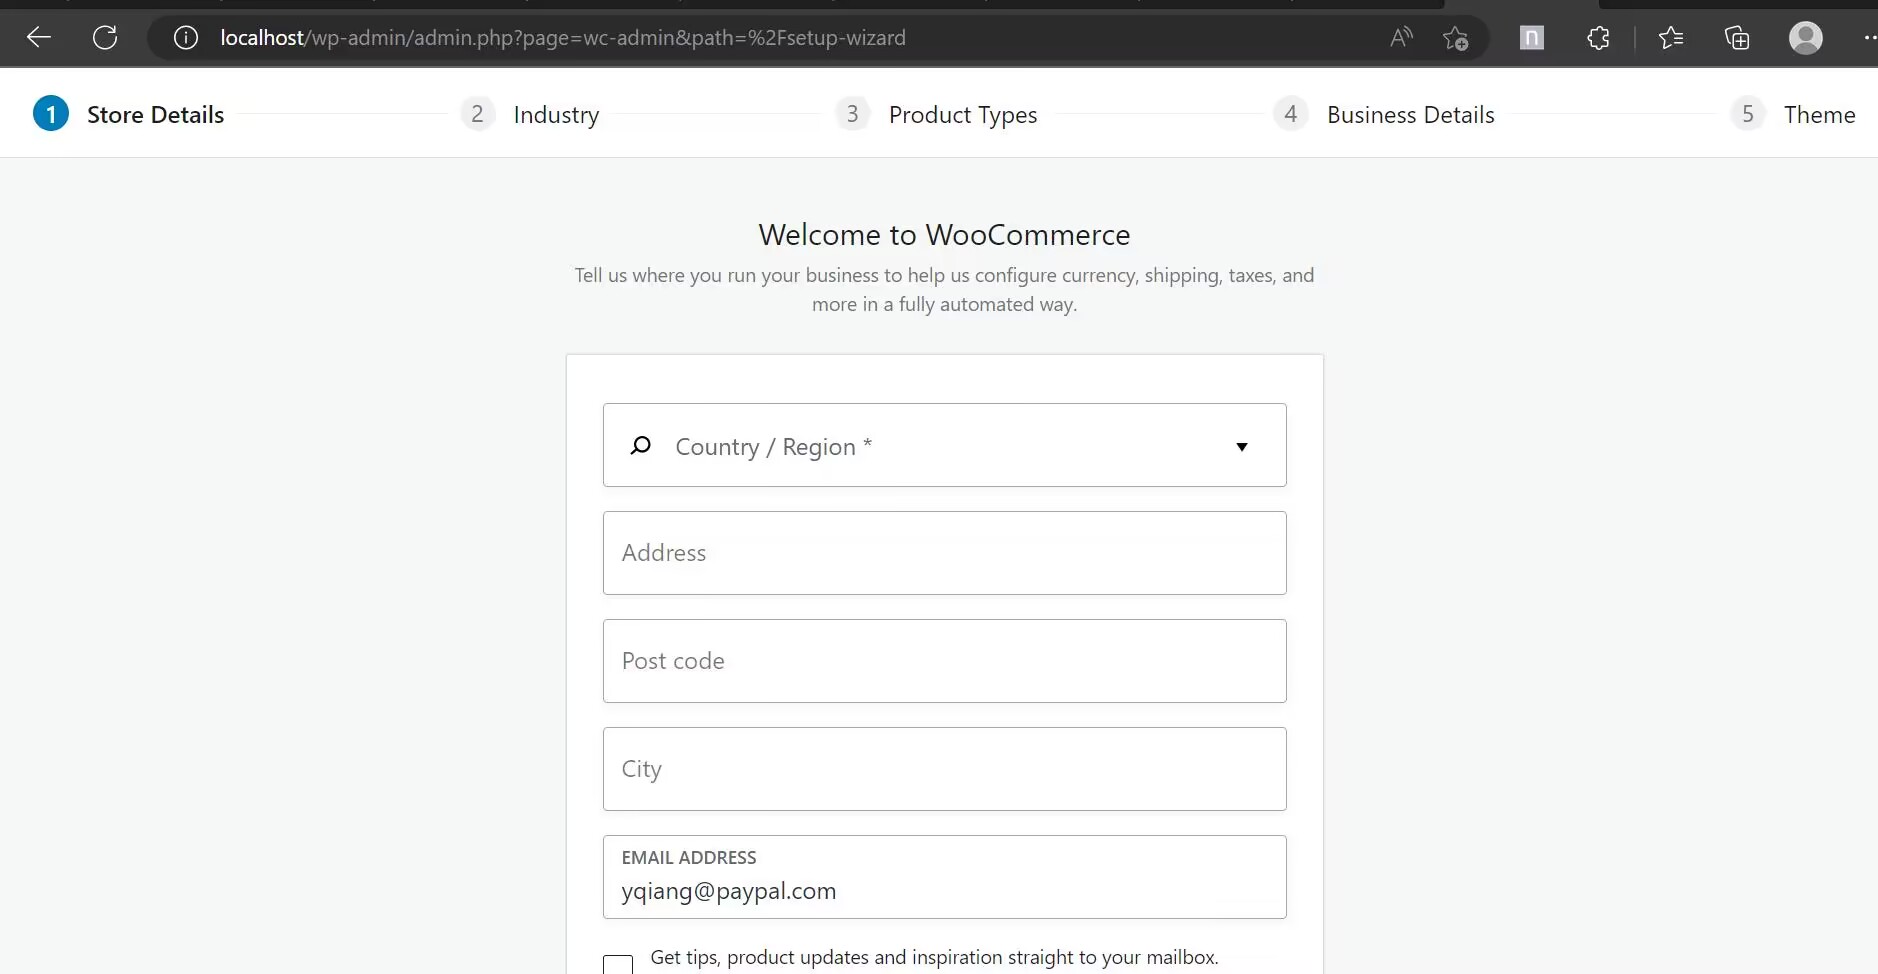 localhost/wp-admin/admin.php?page=wc-admin&path=%2Fsetup-wizard
1 Store Details 2 Industry 3 Product Types 4 Business Details 5 Theme
Welcome to WooCommerce
Tell us where you run your business to help us configure currency, shipping, taxes, and
more in a fully automated way.
Country / Region *
Address
Post code
City
EMAIL ADDRESS
yqiang@paypal.com
Get tips, product updates and inspiration straight to your mailbox.